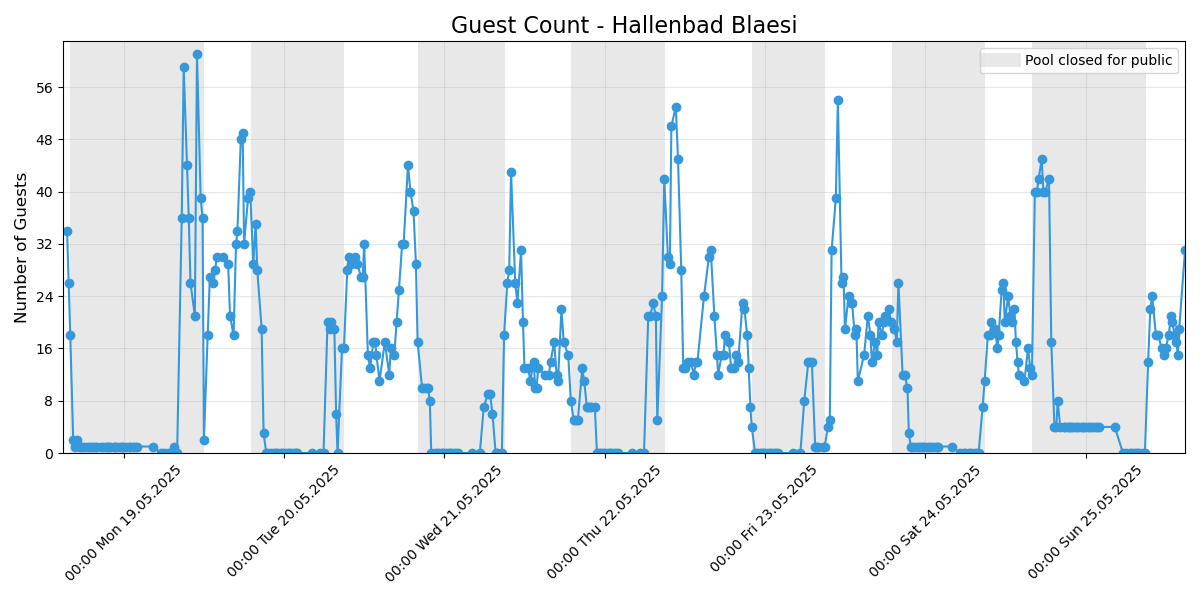 Guest Count - Hallenbad Blaesi
Pool closed for public
Number of Guests
56
48
40
32
24
16
8
0
00:00 Mon 19.05.2025
00:00 Tue 20.05.2025
00:00 Wed 21.05.2025
00:00 Thu 22.05.2025
00:00 Fri 23.05.2025
00:00 Sat 24.05.2025
00:00 Sun 25.05.2025